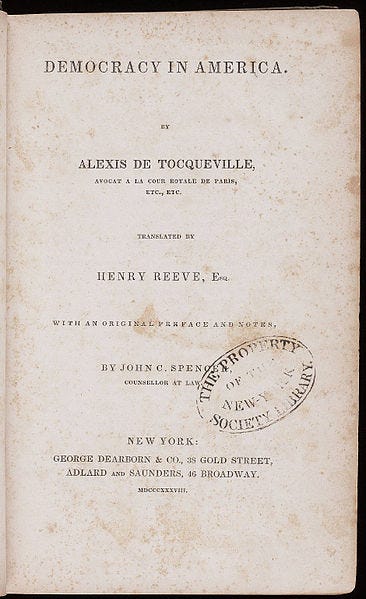 DEMOCRACY IN AMERICA.
BY
ALEXIS DE TOCQUEVILLE,
AVOCAT A LA COUR ROYALE DE PARIS,
ETC., ETC.
TRANSLATED BY
HENRY REEVE, Esq.
WITH AN ORIGINAL PREFACE AND NOTES,
BY JOHN C. SPENCER,
COUNSELLOR AT LAW
THE PROPERTY
OF THE
NEW-YORK
SOCIETY LIBRARY.
NEW YORK:
GEORGE DEARBORN & CO., 38 GOLD STREET,
ADLARD AND SAUNDERS, 46 BROADWAY.
MDCCCXXXVIII.